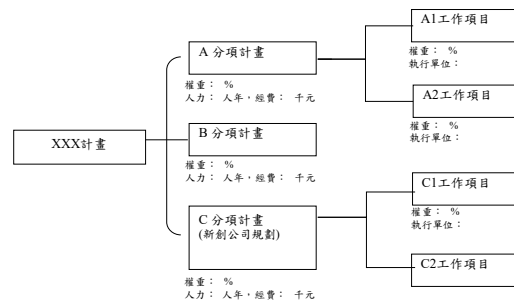 XXX計畫
A 分項計畫
權重： %
人力： 人年，經費： 千元
B 分項計畫
權重： %
人力： 人年，經費： 千元
C 分項計畫
(新創公司規劃)
權重： %
人力： 人年，經費： 千元
A1工作項目
權重： %
執行單位：
A2工作項目
權重： %
執行單位：
C1工作項目
權重： %
執行單位：
C2工作項目